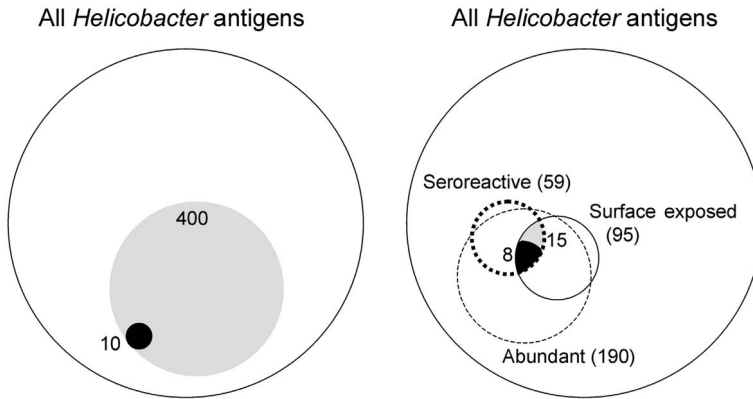 All Helicobacter antigens
400
10
All Helicobacter antigens
Seroreactive (59)
Surface exposed
(95)
15
8
Abundant (190)